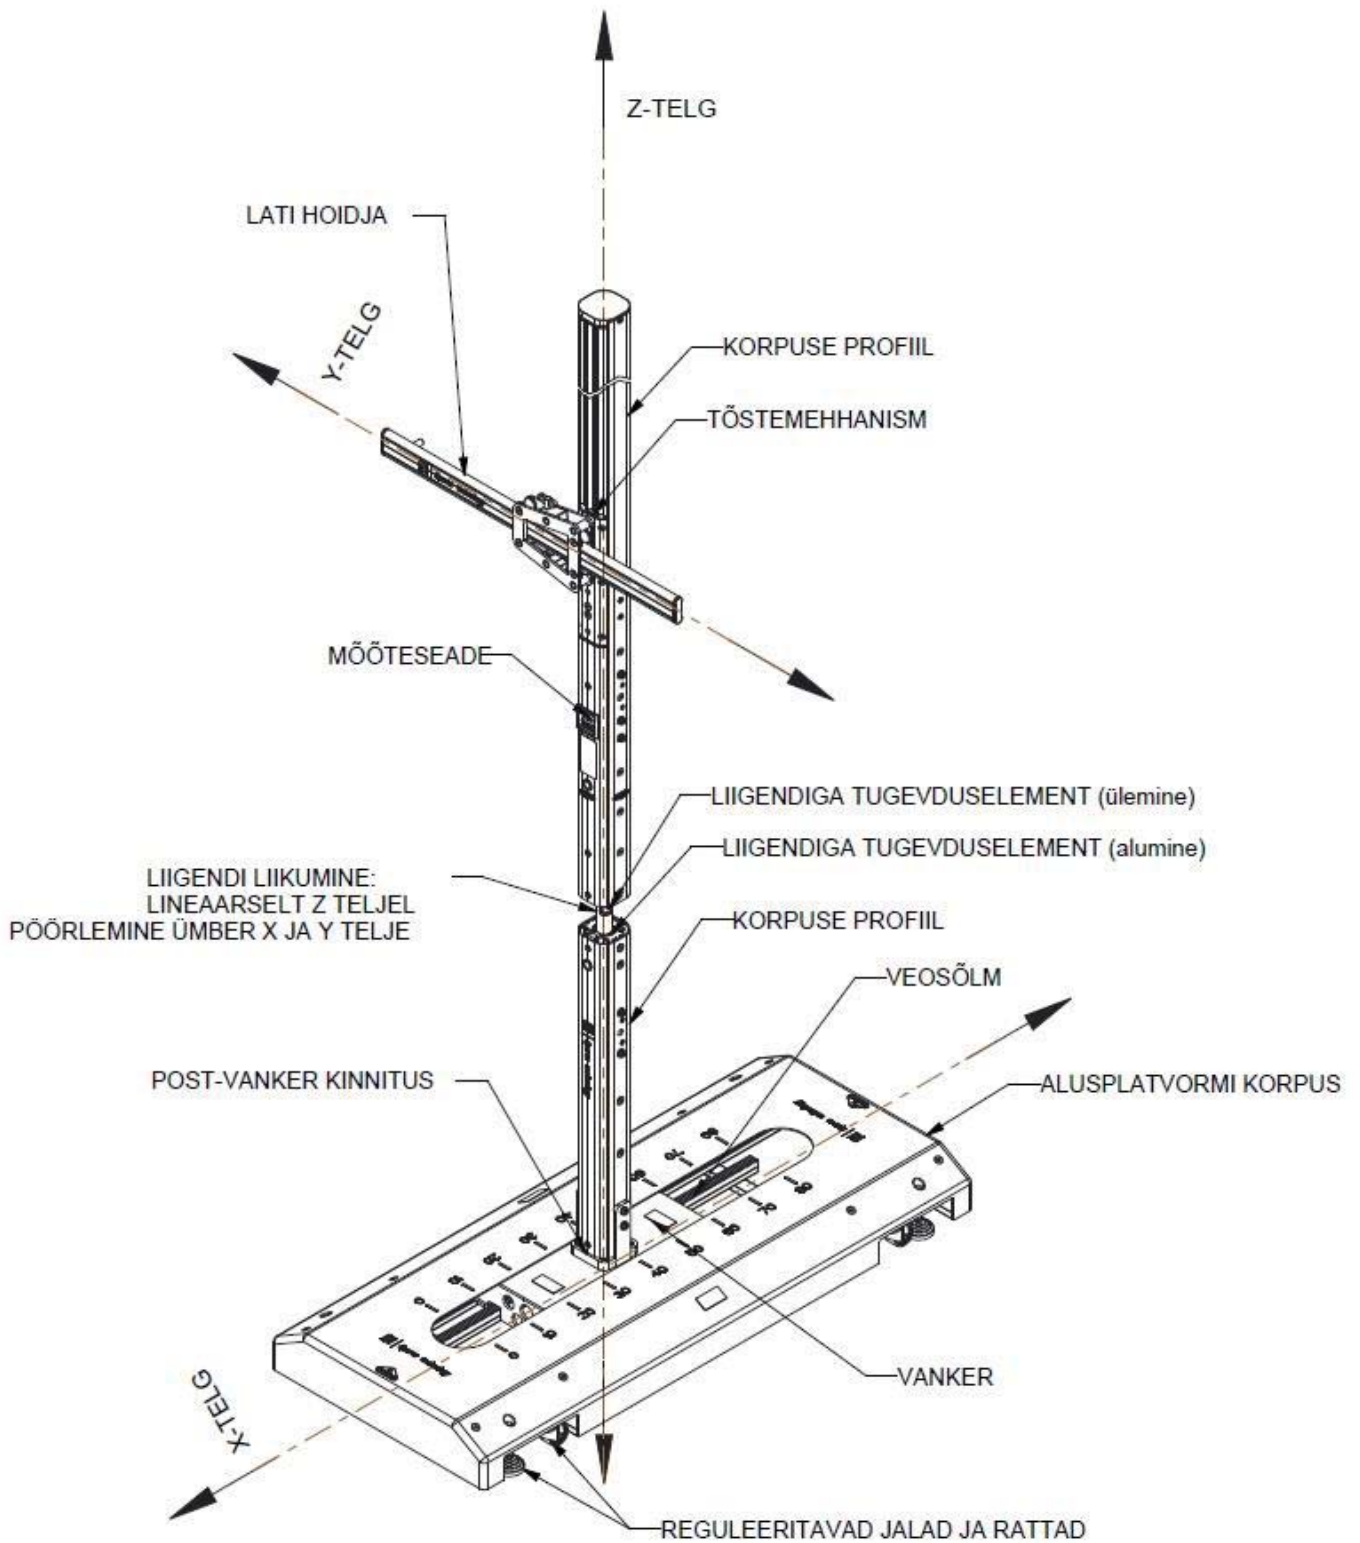 Z-TELG
LATI HOIDJA
Y-TELG
KORPUSE PROFIIL
TÕSTEMEHHANISM
MÕÕTESEADE
LIIGENDIGA TUGEVDUSELEMENT (ülemine)
LIIGENDIGA TUGEVDUSELEMENT (alumine)
LIIGENDI LIIKUMINE:
LINEAARSELT Z TELJEL
PÖÖRLEMINE ÜMBER X JA Y TELJE
KORPUSE PROFIIL
VEOSÕLM
POST-VANKER KINNITUS
ALUSPLATVORMI KORPUS
VANKER
X-TELG
REGULEERITAVAD JALAD JA RATTAD